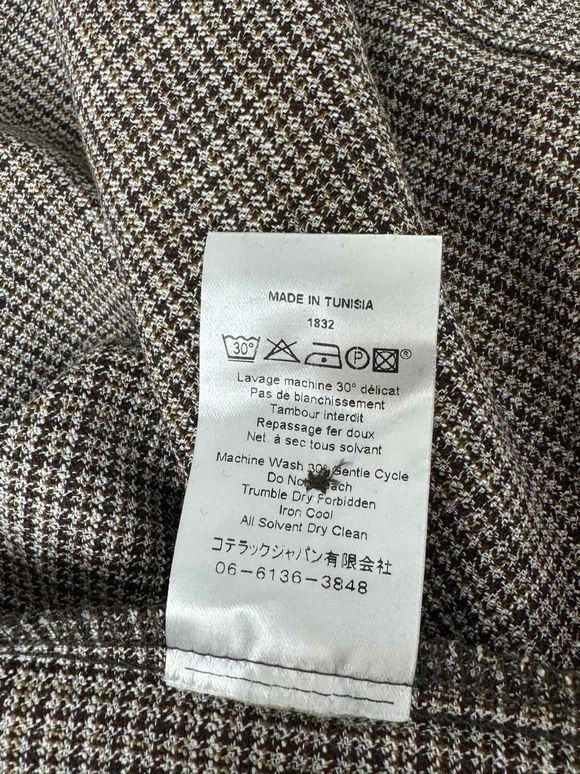 MADE IN TUNISIA
1832
30° P ®
Lavage machine 30° délicat
Pas de blanchissement
Tambour interdit
Repassage fer doux
Net. à sec tous solvant
Machine Wash 30° Gentle Cycle
Do
Trumble Dry Forbidden
Iron Cool
All Solvent Dry Clean
コテラックジャパン有限会社
06-6136-3848